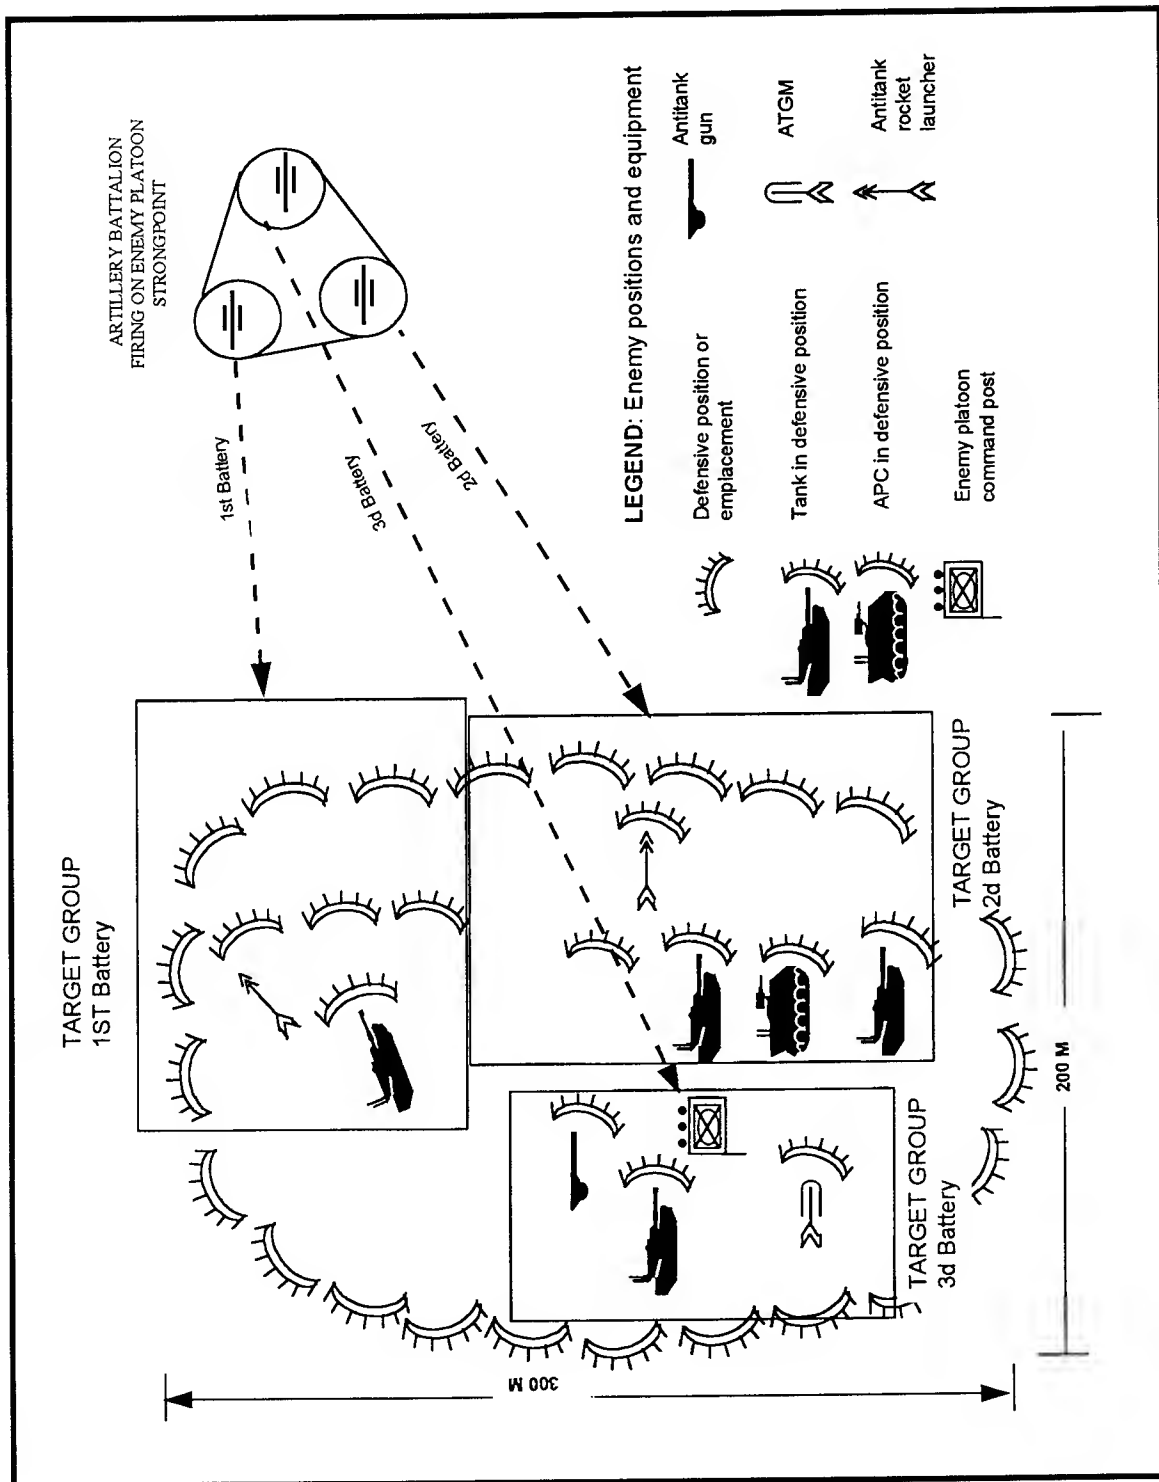 ARTILLERY BATTALION
FIRING ON ENEMY PLATOON
STRONGPOINT
1st Battery
3d Battery
2d Battery
TARGET GROUP
1ST Battery
TARGET GROUP
2d Battery
TARGET GROUP
3d Battery
300 M
200 M
LEGEND: Enemy positions and equipment
Defensive position or
emplacement
Tank in defensive position
APC in defensive position
Enemy platoon
command post
Antitank
gun
ATGM
Antitank
rocket
launcher